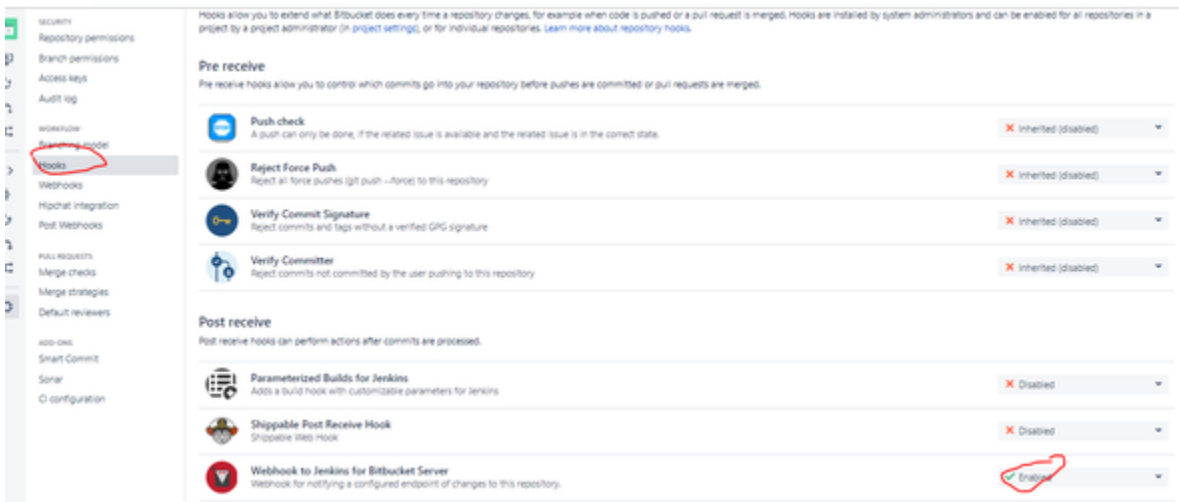 Hooks allow you to extend what Bitbucket does every time a repository changes, for example when code is pushed or a pull request is merged. Hooks are installed by system administrators and can be enabled for all repositories in a
project by a project administrator (in project settings), or for individual repositories. Learn more about repository hooks.
SECURITY
Repository permissions
Branch permissions
Access keys
Audit log
WORKFLOW
Branching model
Hooks
Webhooks
Hipchat integration
Post Webhooks
PULL REQUESTS
Merge checks
Merge strategies
Default reviewers
ADD-ONS
Smart Commit
Sonar
CI configuration
Pre receive
Pre receive hooks allow you to control which commits go into your repository before pushes are committed or pull requests are merged.
Push check
A push can only be done, if the related issue is available and the related issue is in the correct state.
Inherited (disabled)
Reject Force Push
Reject all force pushes (git push --force) to this repository
Inherited (disabled)
Verify Commit Signature
Reject commits and tags without a verified GPG signature
Inherited (disabled)
Verify Committer
Reject commits not committed by the user pushing to this repository
Inherited (disabled)
Post receive
Post receive hooks can perform actions after commits are processed.
Parameterized Builds for Jenkins
Adds a build hook with customizable parameters for Jenkins
Disabled
Shippable Post Receive Hook
Shippable Web Hook
Disabled
Webhook to Jenkins for Bitbucket Server
Webhook for notifying a configured endpoint of changes to this repository.
Enabled